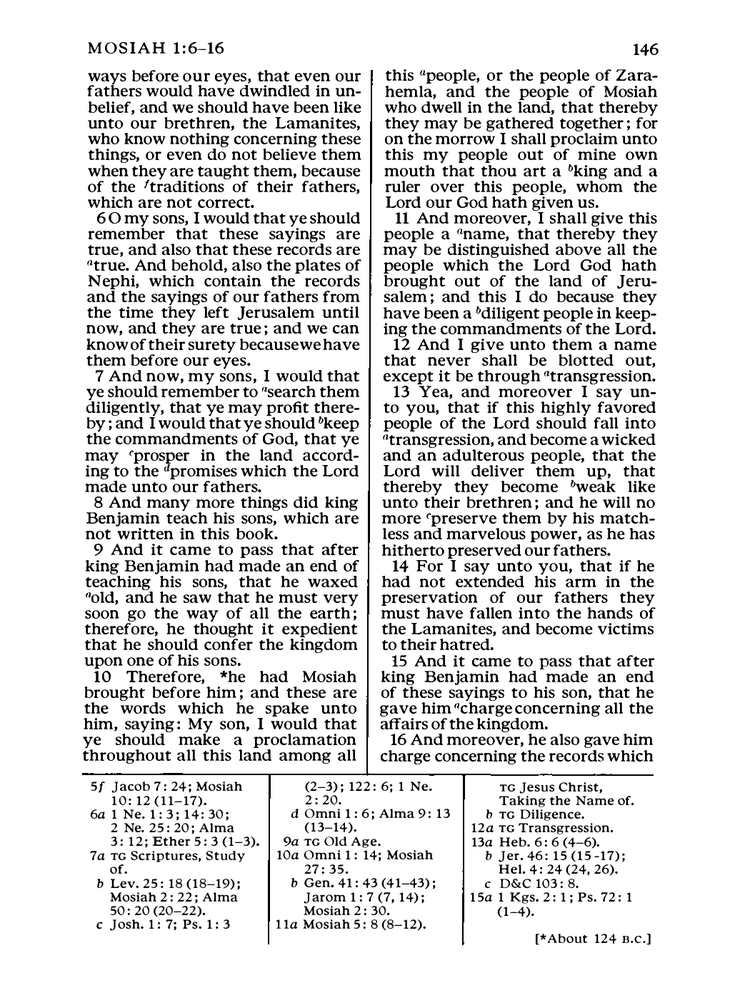 MOSIAH 1:6–16
146
ways before our eyes, that even our
fathers would have dwindled in un-
belief, and we should have been like
unto our brethren, the Lamanites,
who know nothing concerning these
things, or even do not believe them
when they are taught them, because
of the ᶠtraditions of their fathers,
which are not correct.
6 O my sons, I would that ye should
remember that these sayings are
true, and also that these records are
ᵃtrue. And behold, also the plates of
Nephi, which contain the records
and the sayings of our fathers from
the time they left Jerusalem until
now, and they are true; and we can
know of their surety because we have
them before our eyes.
7 And now, my sons, I would that
ye should remember to ᵃsearch them
diligently, that ye may profit there-
by; and I would that ye should ᵇkeep
the commandments of God, that ye
may ᶜprosper in the land accord-
ing to the ᵈpromises which the Lord
made unto our fathers.
8 And many more things did king
Benjamin teach his sons, which are
not written in this book.
9 And it came to pass that after
king Benjamin had made an end of
teaching his sons, that he waxed
ᵃold, and he saw that he must very
soon go the way of all the earth;
therefore, he thought it expedient
that he should confer the kingdom
upon one of his sons.
10 Therefore, *he had Mosiah
brought before him; and these are
the words which he spake unto
him, saying: My son, I would that
ye should make a proclamation
throughout all this land among all
this ᵃpeople, or the people of Zara-
hemla, and the people of Mosiah
who dwell in the land, that thereby
they may be gathered together; for
on the morrow I shall proclaim unto
this my people out of mine own
mouth that thou art a ᵇking and a
ruler over this people, whom the
Lord our God hath given us.
11 And moreover, I shall give this
people a ᵃname, that thereby they
may be distinguished above all the
people which the Lord God hath
brought out of the land of Jeru-
salem; and this I do because they
have been a ᵇdiligent people in keep-
ing the commandments of the Lord.
12 And I give unto them a name
that never shall be blotted out,
except it be through ᵃtransgression.
13 Yea, and moreover I say un-
to you, that if this highly favored
people of the Lord should fall into
ᵃtransgression, and become a wicked
and an adulterous people, that the
Lord will deliver them up, that
thereby they become ᵇweak like
unto their brethren; and he will no
more ᶜpreserve them by his match-
less and marvelous power, as he has
hitherto preserved our fathers.
14 For I say unto you, that if he
had not extended his arm in the
preservation of our fathers they
must have fallen into the hands of
the Lamanites, and become victims
to their hatred.
15 And it came to pass that after
king Benjamin had made an end
of these sayings to his son, that he
gave him ᵃcharge concerning all the
affairs of the kingdom.
16 And moreover, he also gave him
charge concerning the records which
5f Jacob 7:24; Mosiah
10:12 (11–17).
6a 1 Ne. 1:3; 14:30;
2 Ne. 25:20; Alma
3:12; Ether 5:3 (1–3).
7a TG Scriptures, Study
of.
b Lev. 25:18 (18–19);
Mosiah 2:22; Alma
50:20 (20–22).
c Josh. 1:7; Ps. 1:3
(2–3); 122:6; 1 Ne.
2:20.
d Omni 1:6; Alma 9:13
(13–14).
9a TG Old Age.
10a Omni 1:14; Mosiah
27:35.
b Gen. 41:43 (41–43);
Jarom 1:7 (7, 14);
Mosiah 2:30.
11a Mosiah 5:8 (8–12).
TG Jesus Christ,
Taking the Name of.
b TG Diligence.
12a TG Transgression.
13a Heb. 6:6 (4–6).
b Jer. 46:15 (15-17);
Hel. 4:24 (24, 26).
c D&C 103:8.
15a 1 Kgs. 2:1; Ps. 72:1
(1–4).
[*About 124 B.C.]